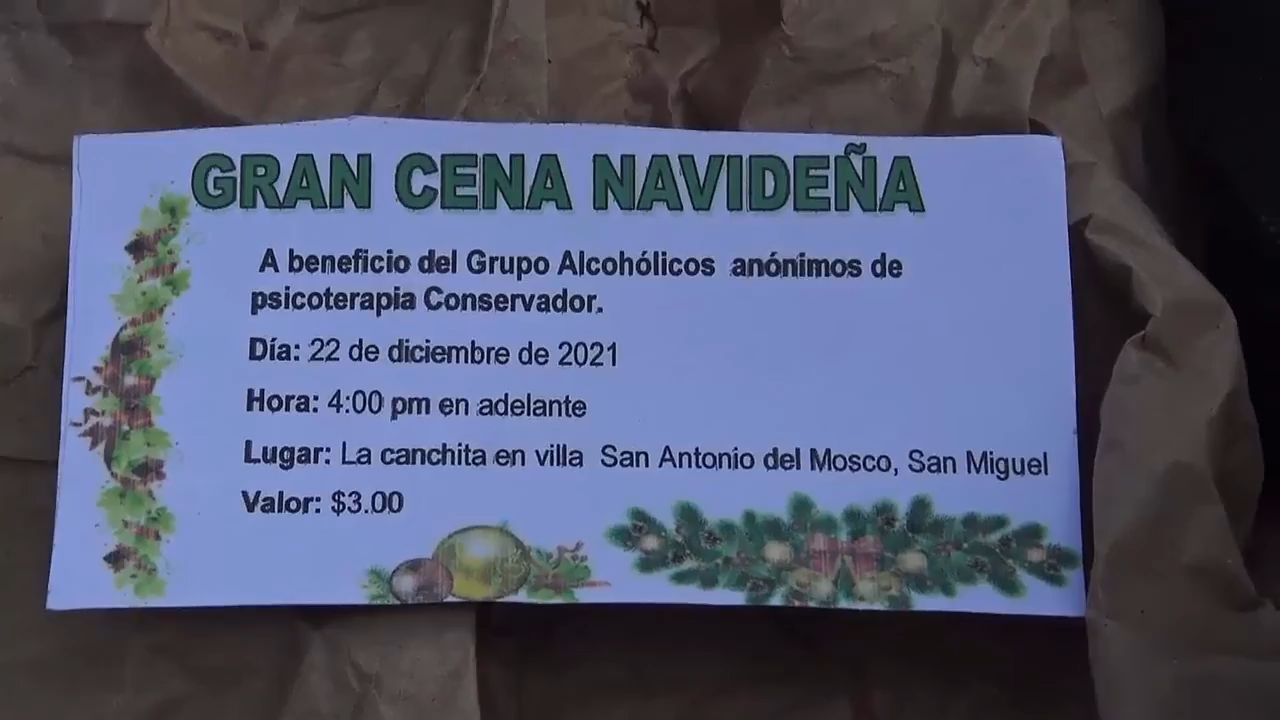 GRAN CENA NAVIDEÑA
A beneficio del Grupo Alcohólicos anónimos de
psicoterapia Conservador.
Día: 22 de diciembre de 2021
Hora: 4:00 pm en adelante
Lugar: La canchita en villa San Antonio del Mosco, San Miguel
Valor: $3.00